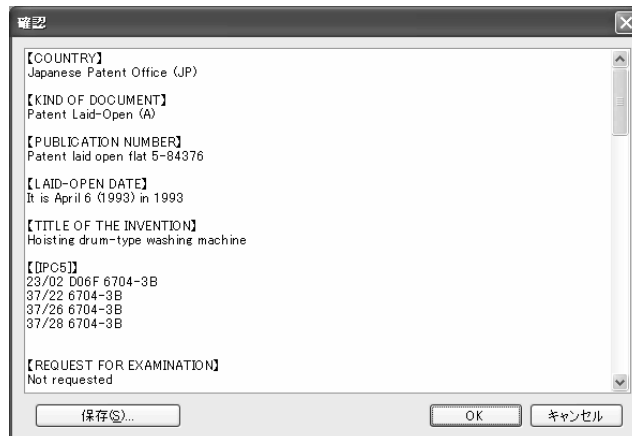 確認
【COUNTRY】
Japanese Patent Office (JP)
【KIND OF DOCUMENT】
Patent Laid-Open (A)
【PUBLICATION NUMBER】
Patent laid open flat 5-84376
【LAID-OPEN DATE】
It is April 6 (1993) in 1993
【TITLE OF THE INVENTION】
Hoisting drum-type washing machine
【[IPC5]】
23/02 D06F 6704-3B
37/22 6704-3B
37/26 6704-3B
37/28 6704-3B
【REQUEST FOR EXAMINATION】
Not requested
保存(S)...
OK
キャンセル